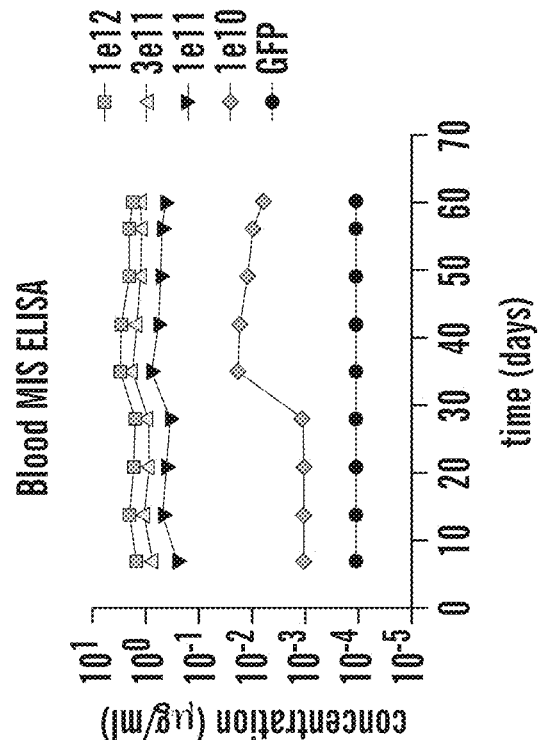 Blood MIS ELISA
concentration (μg/ml)
10¹
10⁰
10⁻¹
10⁻²
10⁻³
10⁻⁴
10⁻⁵
0 10 20 30 40 50 60 70
time (days)
1e12
3e11
1e11
1e10
GFP